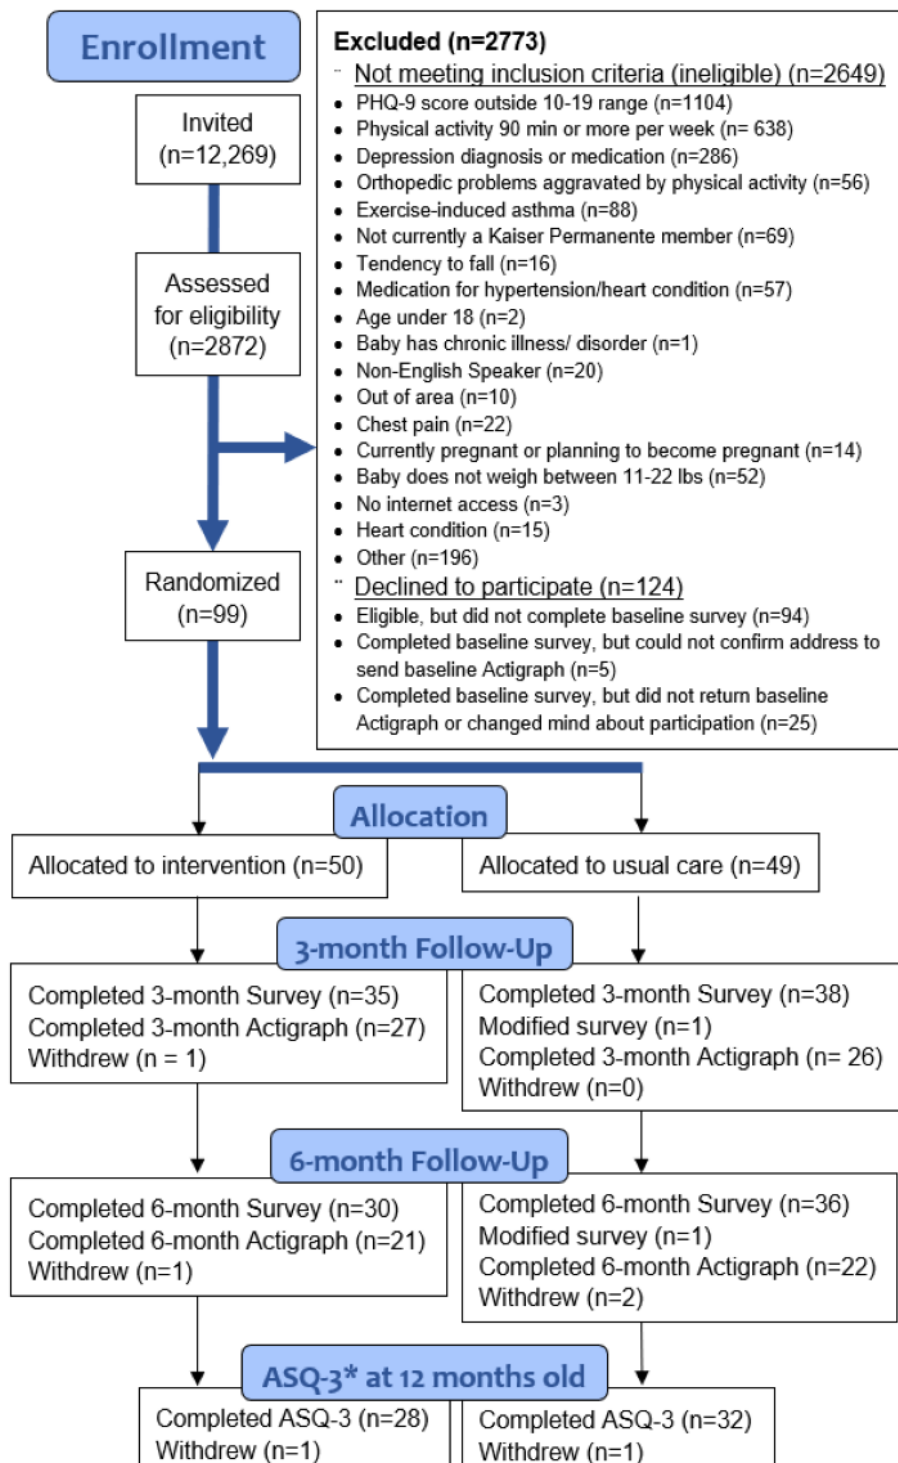 Enrollment
Invited
(n=12,269)
Assessed
for eligibility
(n=2872)
Excluded (n=2773)
¨ Not meeting inclusion criteria (ineligible) (n=2649)
• PHQ-9 score outside 10-19 range (n=1104)
• Physical activity 90 min or more per week (n= 638)
• Depression diagnosis or medication (n=286)
• Orthopedic problems aggravated by physical activity (n=56)
• Exercise-induced asthma (n=88)
• Not currently a Kaiser Permanente member (n=69)
• Tendency to fall (n=16)
• Medication for hypertension/heart condition (n=57)
• Age under 18 (n=2)
• Baby has chronic illness/ disorder (n=1)
• Non-English Speaker (n=20)
• Out of area (n=10)
• Chest pain (n=22)
• Currently pregnant or planning to become pregnant (n=14)
• Baby does not weigh between 11-22 lbs (n=52)
• No internet access (n=3)
• Heart condition (n=15)
• Other (n=196)
¨ Declined to participate (n=124)
• Eligible, but did not complete baseline survey (n=94)
• Completed baseline survey, but could not confirm address to
send baseline Actigraph (n=5)
• Completed baseline survey, but did not return baseline
Actigraph or changed mind about participation (n=25)
Randomized
(n=99)
Allocation
Allocated to intervention (n=50)
Allocated to usual care (n=49)
3-month Follow-Up
Completed 3-month Survey (n=35)
Completed 3-month Actigraph (n=27)
Withdrew (n = 1)
Completed 3-month Survey (n=38)
Modified survey (n=1)
Completed 3-month Actigraph (n= 26)
Withdrew (n=0)
6-month Follow-Up
Completed 6-month Survey (n=30)
Completed 6-month Actigraph (n=21)
Withdrew (n=1)
Completed 6-month Survey (n=36)
Modified survey (n=1)
Completed 6-month Actigraph (n=22)
Withdrew (n=2)
ASQ-3* at 12 months old
Completed ASQ-3 (n=28)
Withdrew (n=1)
Completed ASQ-3 (n=32)
Withdrew (n=1)